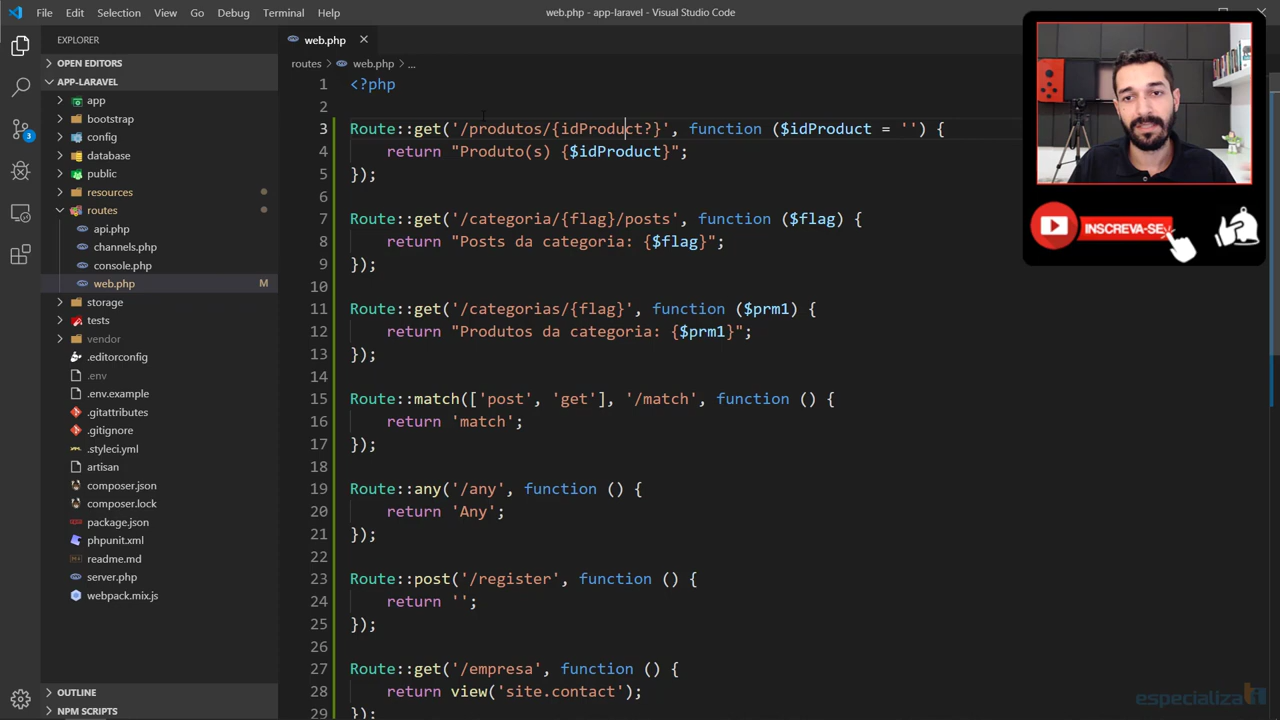 File Edit Selection View Go Debug Terminal Help
web.php - app-laravel - Visual Studio Code
EXPLORER
OPEN EDITORS
APP-LARAVEL
app
bootstrap
config
database
public
resources
routes
api.php
channels.php
console.php
web.php M
storage
tests
vendor
.editorconfig
.env
.env.example
.gitattributes
.gitignore
.styleci.yml
artisan
composer.json
composer.lock
package.json
phpunit.xml
readme.md
server.php
webpack.mix.js
OUTLINE
NPM SCRIPTS
3
web.php
routes > web.php > ...
1 <?php
2
3 Route::get('/produtos/{idProduct?}', function ($idProduct = '') {
4 return "Produto(s) {$idProduct}";
5 });
6
7 Route::get('/categoria/{flag}/posts', function ($flag) {
8 return "Posts da categoria: {$flag}";
9 });
10
11 Route::get('/categorias/{flag}', function ($prm1) {
12 return "Produtos da categoria: {$prm1}";
13 });
14
15 Route::match(['post', 'get'], '/match', function () {
16 return 'match';
17 });
18
19 Route::any('/any', function () {
20 return 'Any';
21 });
22
23 Route::post('/register', function () {
24 return '';
25 });
26
27 Route::get('/empresa', function () {
28 return view('site.contact');
29 });
INSCREVA-SE
especializati